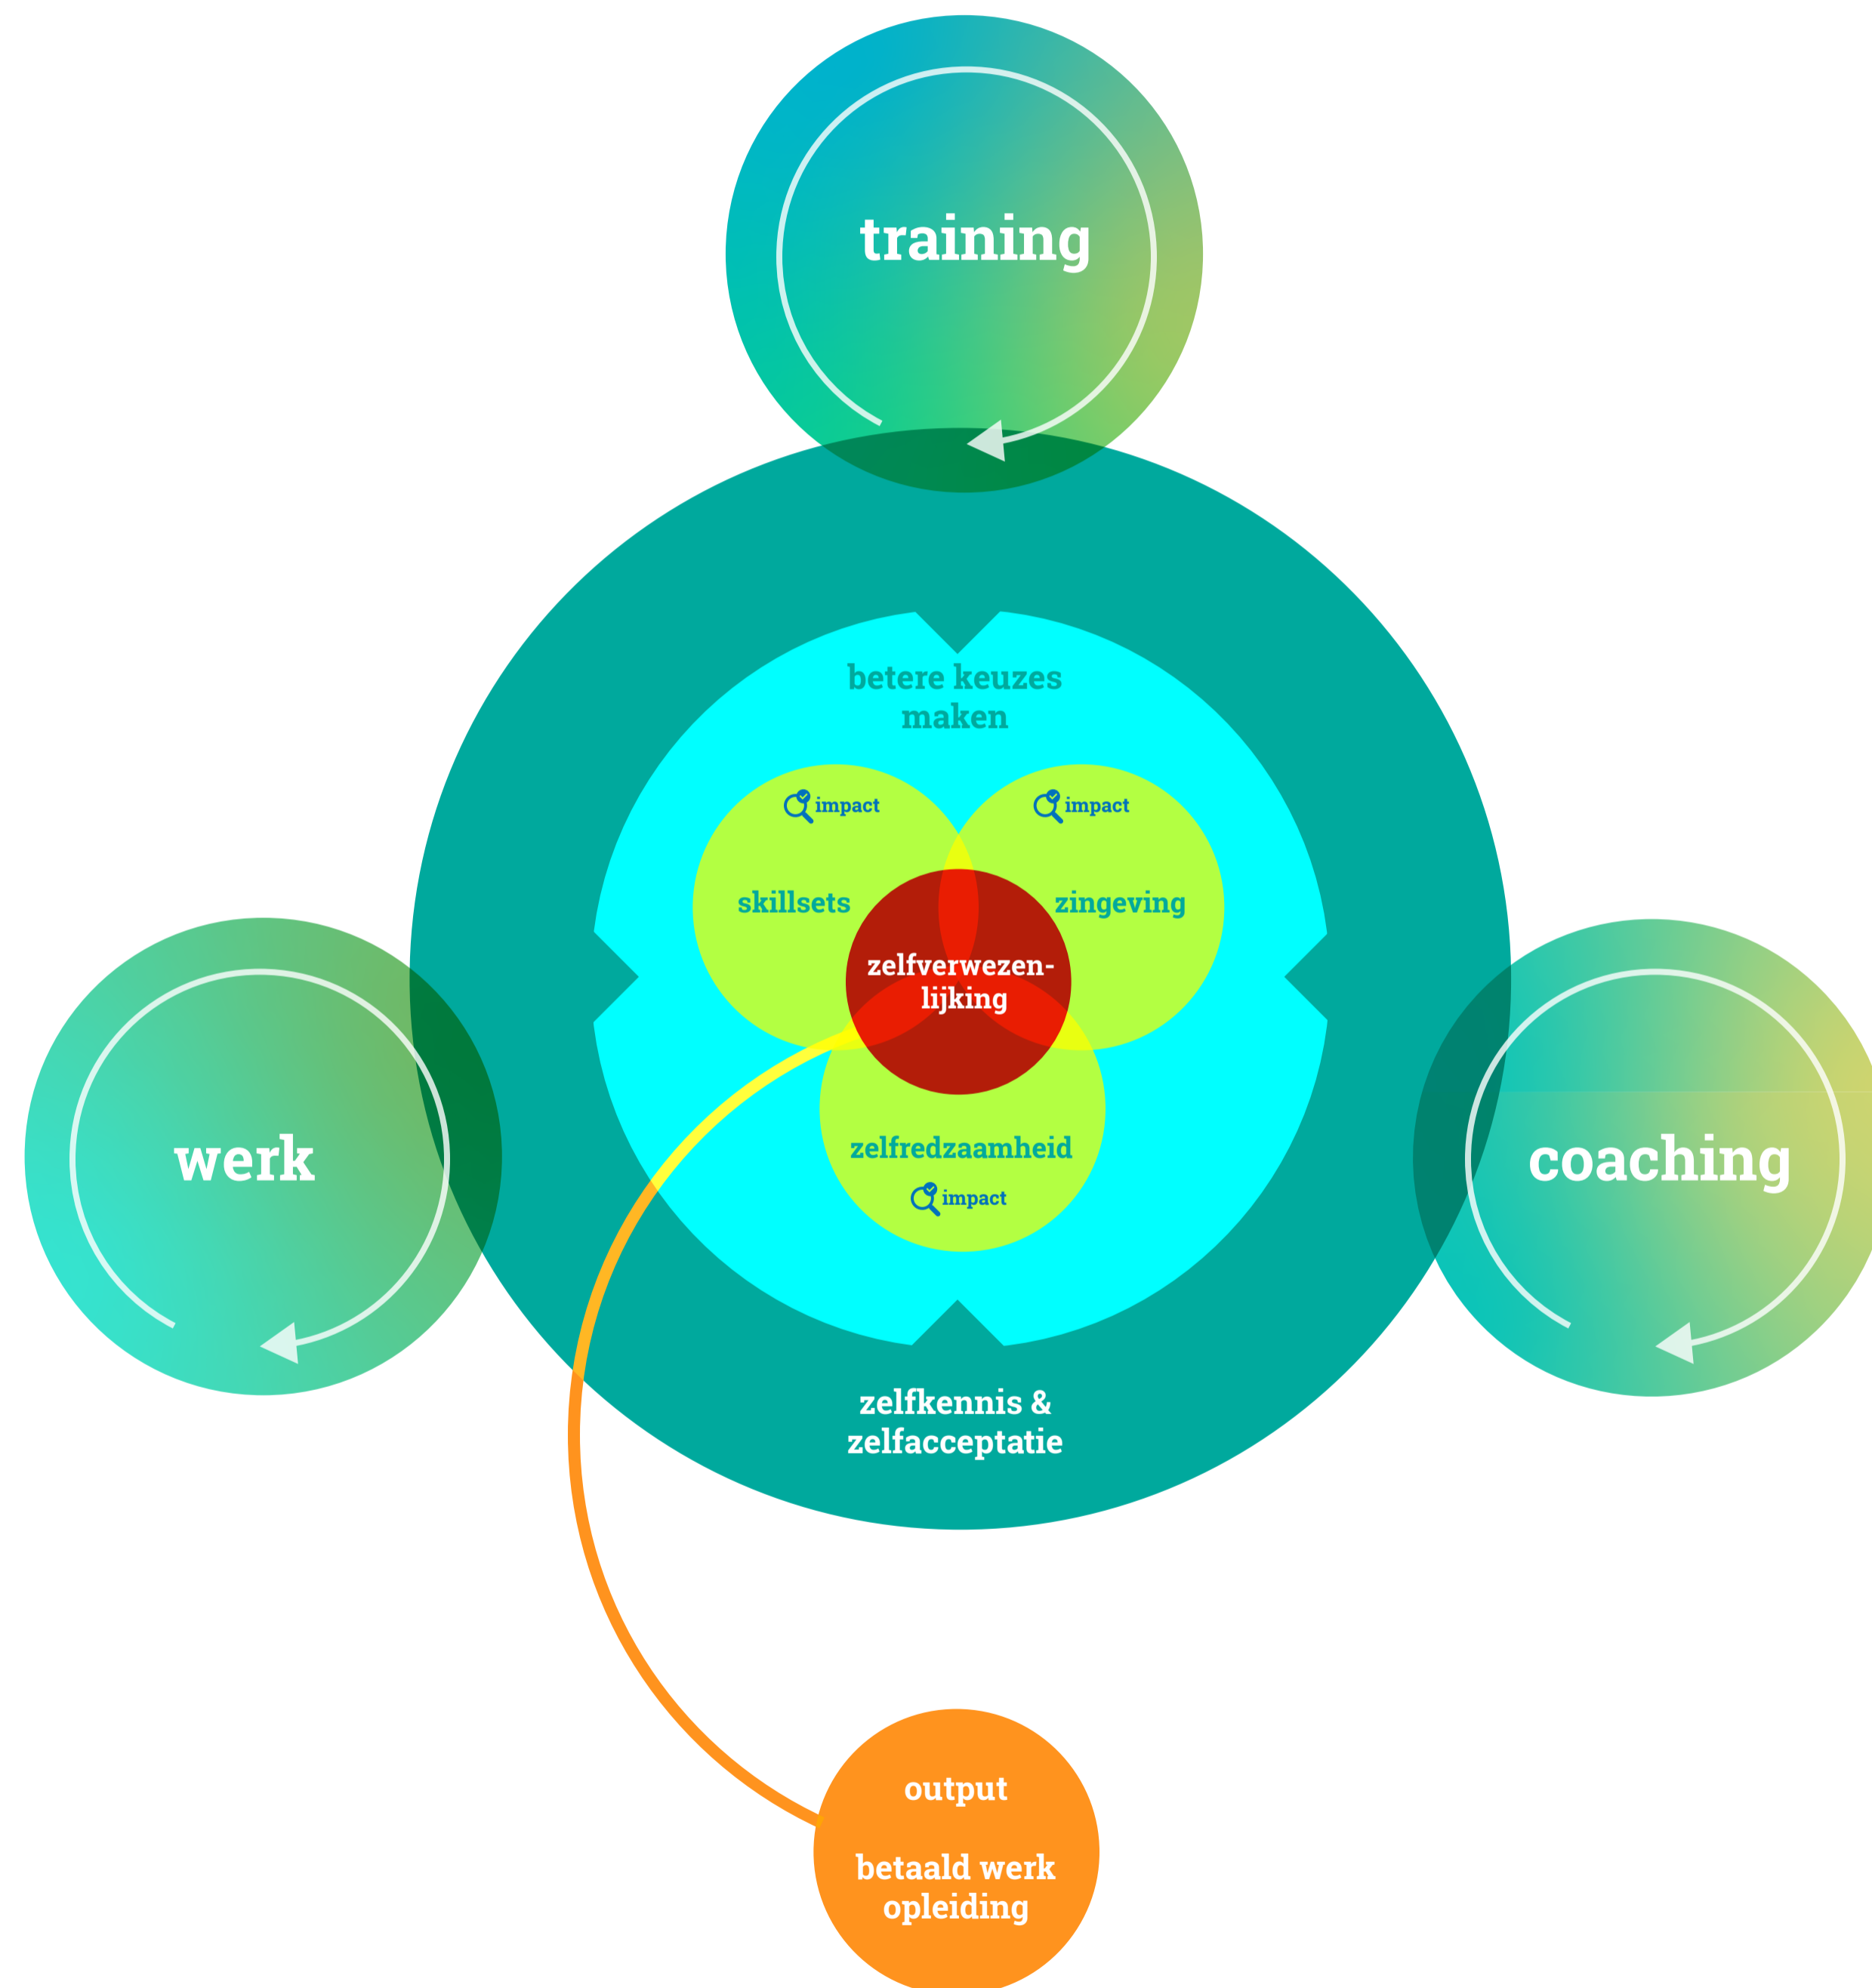 training
betere keuzes
maken
impact
impact
skillsets
zingeving
zelfverwezen-
lijking
zelfredzaamheid
impact
werk
coaching
zelfkennis &
zelfacceptatie
output
betaald werk
opleiding